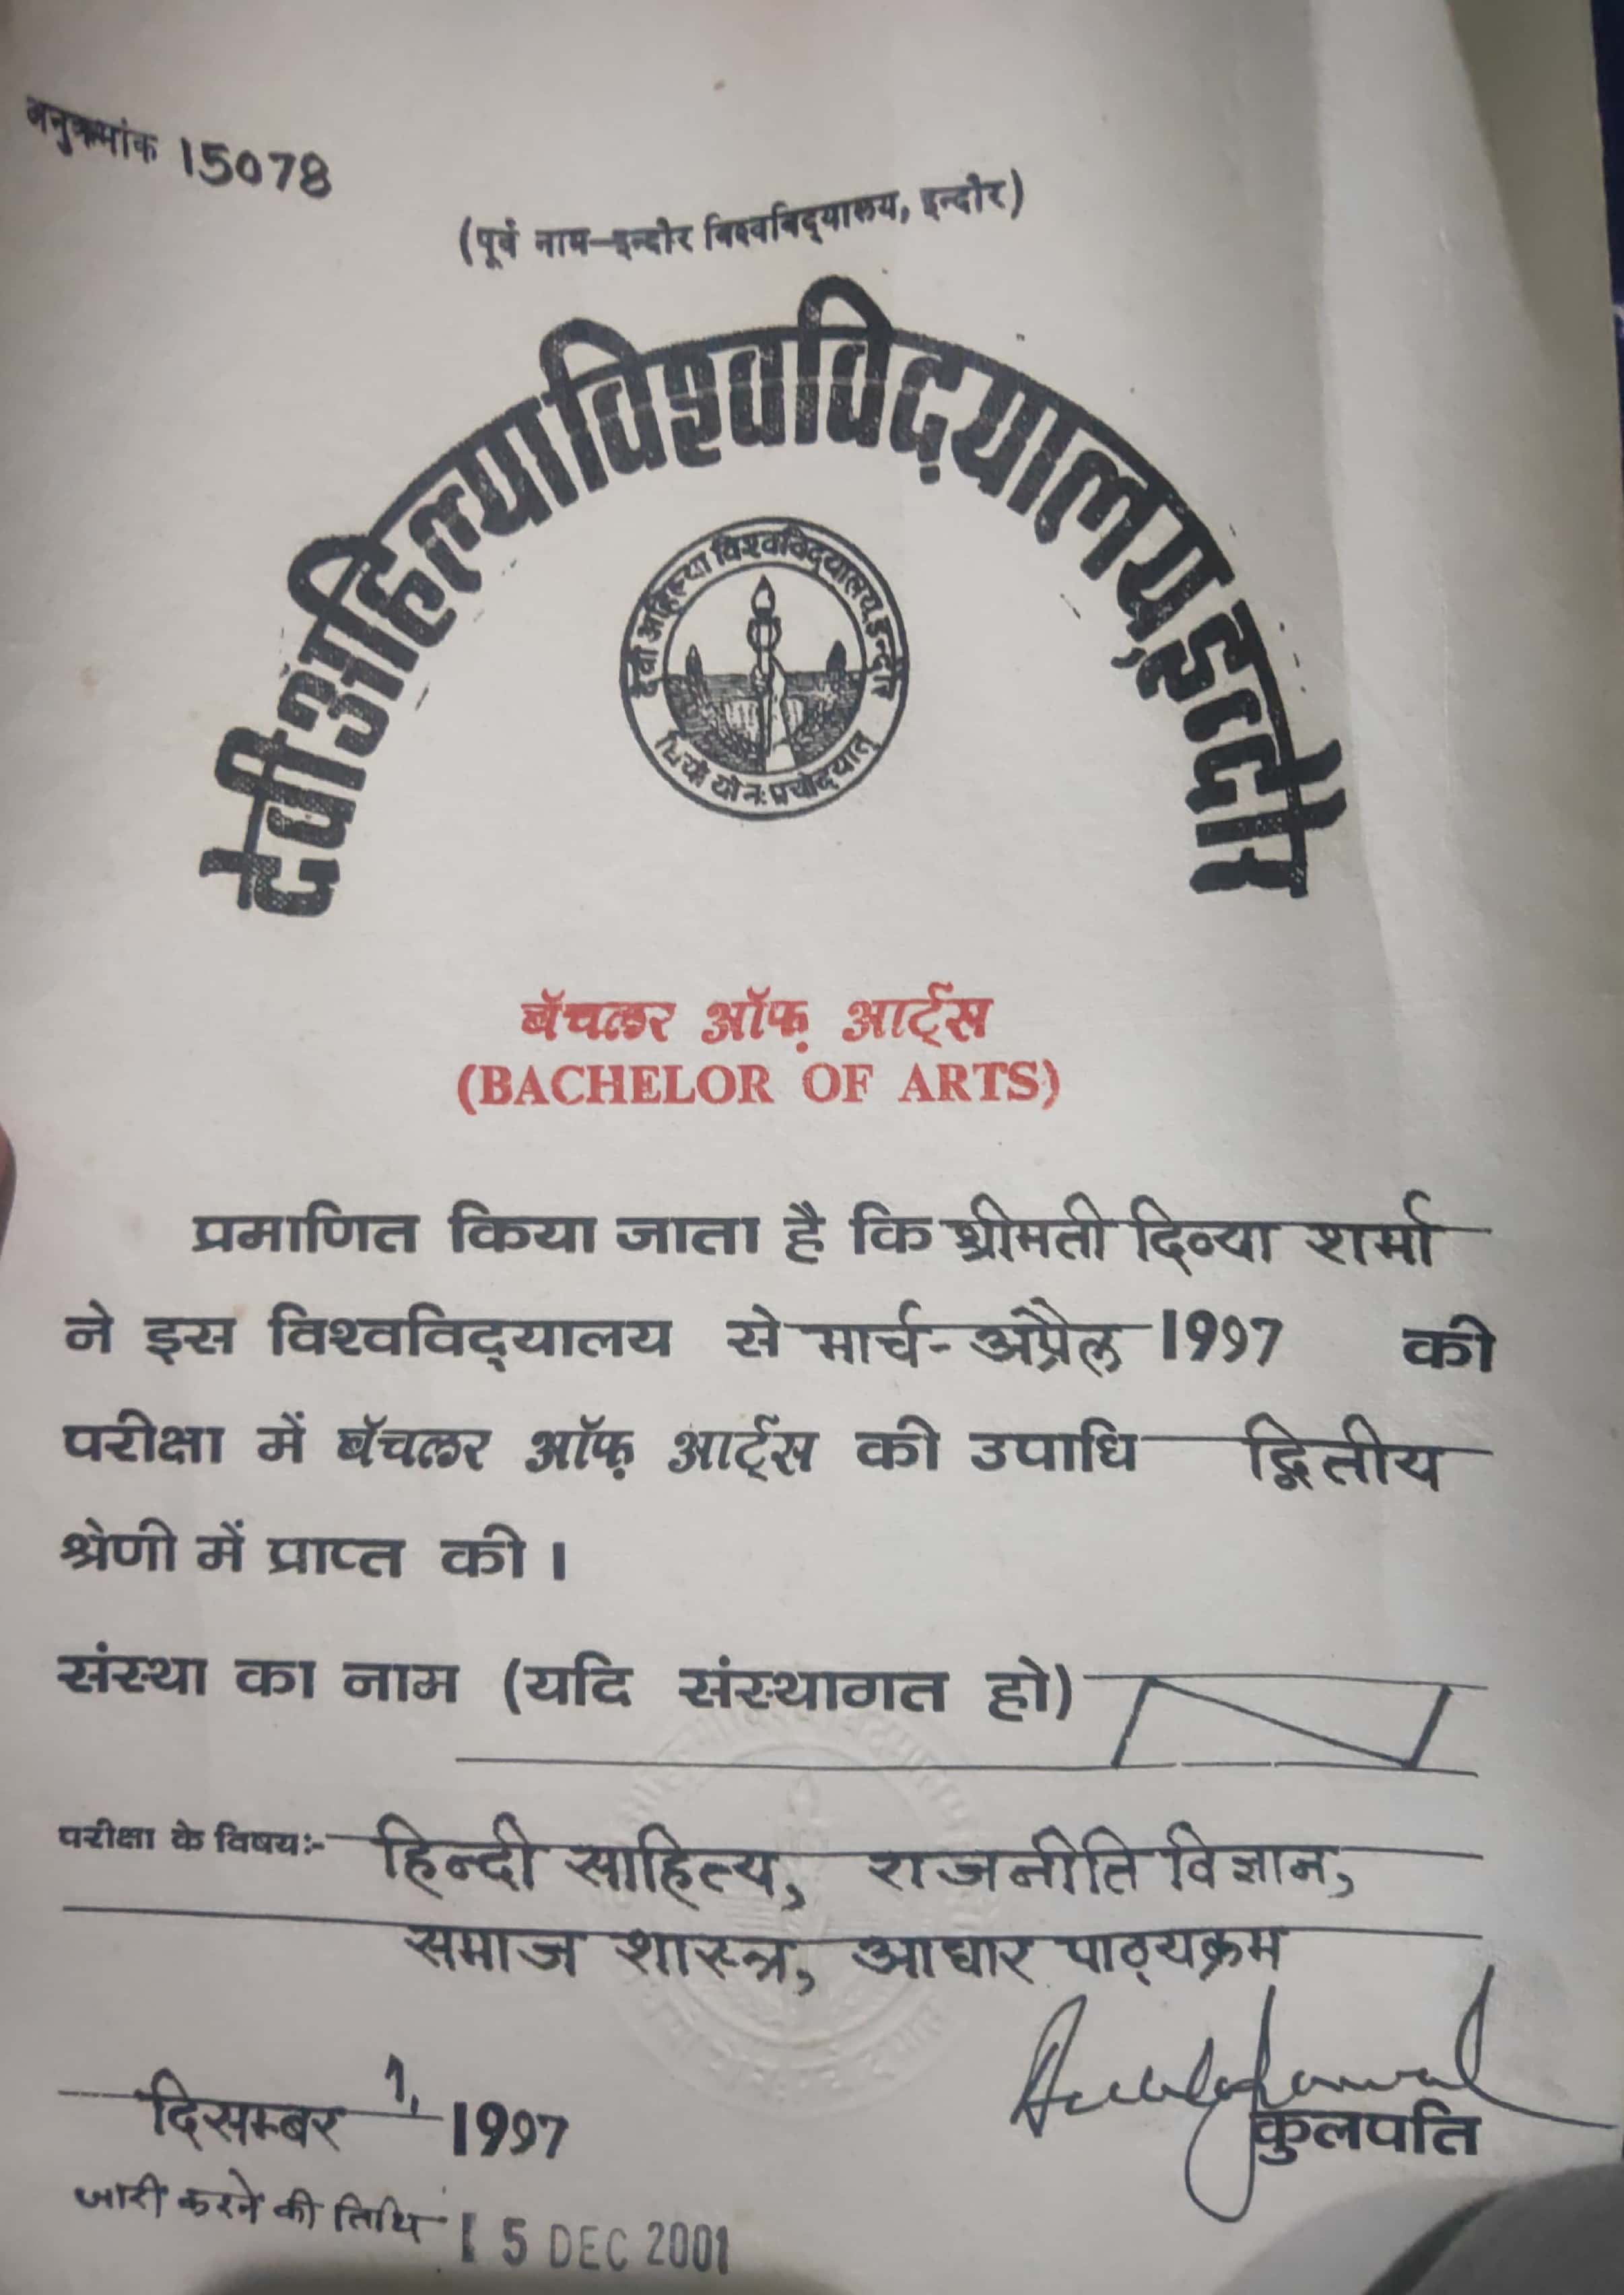 अनुक्रमांक 15078
(पूर्व नाम-इन्दौर विश्वविद्यालय, इन्दौर)
देवी अहिल्या विश्वविद्यालय, इन्दौर
देवी अहिल्या विश्वविद्यालय, इन्दौर
धियो यो नः प्रचोदयात्
बॅचलर ऑफ़ आर्ट्स
(BACHELOR OF ARTS)
प्रमाणित किया जाता है कि श्रीमती दिव्या शर्मा
ने इस विश्वविद्यालय से मार्च-अप्रैल 1997 की
परीक्षा में बॅचलर ऑफ़ आर्ट्स की उपाधि द्वितीय
श्रेणी में प्राप्त की।
संस्था का नाम (यदि संस्थागत हो)
परीक्षा के विषय:- हिन्दी साहित्य, राजनीति विज्ञान,
समाज शास्त्र, आधार पाठ्यक्रम
दिसम्बर 1, 1997
कुलपति
जारी करने की तिथि 15 DEC 2001